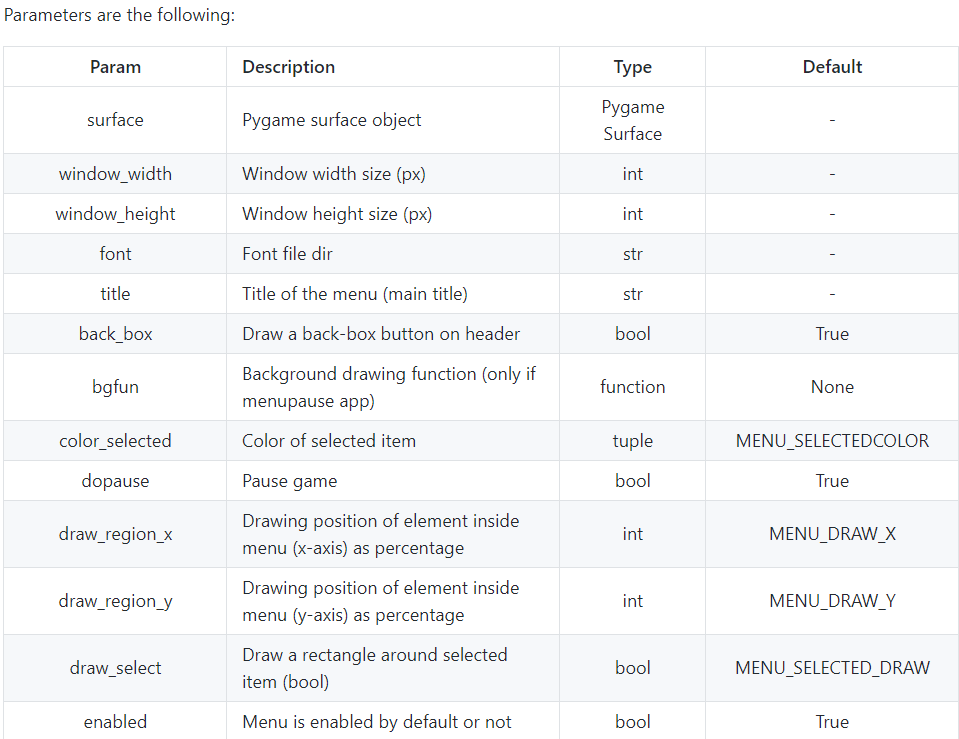 Parameters are the following:
Param Description Type Default
surface Pygame surface object Pygame Surface -
window_width Window width size (px) int -
window_height Window height size (px) int -
font Font file dir str -
title Title of the menu (main title) str -
back_box Draw a back-box button on header bool True
bgfun Background drawing function (only if menupause app) function None
color_selected Color of selected item tuple MENU_SELECTEDCOLOR
dopause Pause game bool True
draw_region_x Drawing position of element inside menu (x-axis) as percentage int MENU_DRAW_X
draw_region_y Drawing position of element inside menu (y-axis) as percentage int MENU_DRAW_Y
draw_select Draw a rectangle around selected item (bool) bool MENU_SELECTED_DRAW
enabled Menu is enabled by default or not bool True